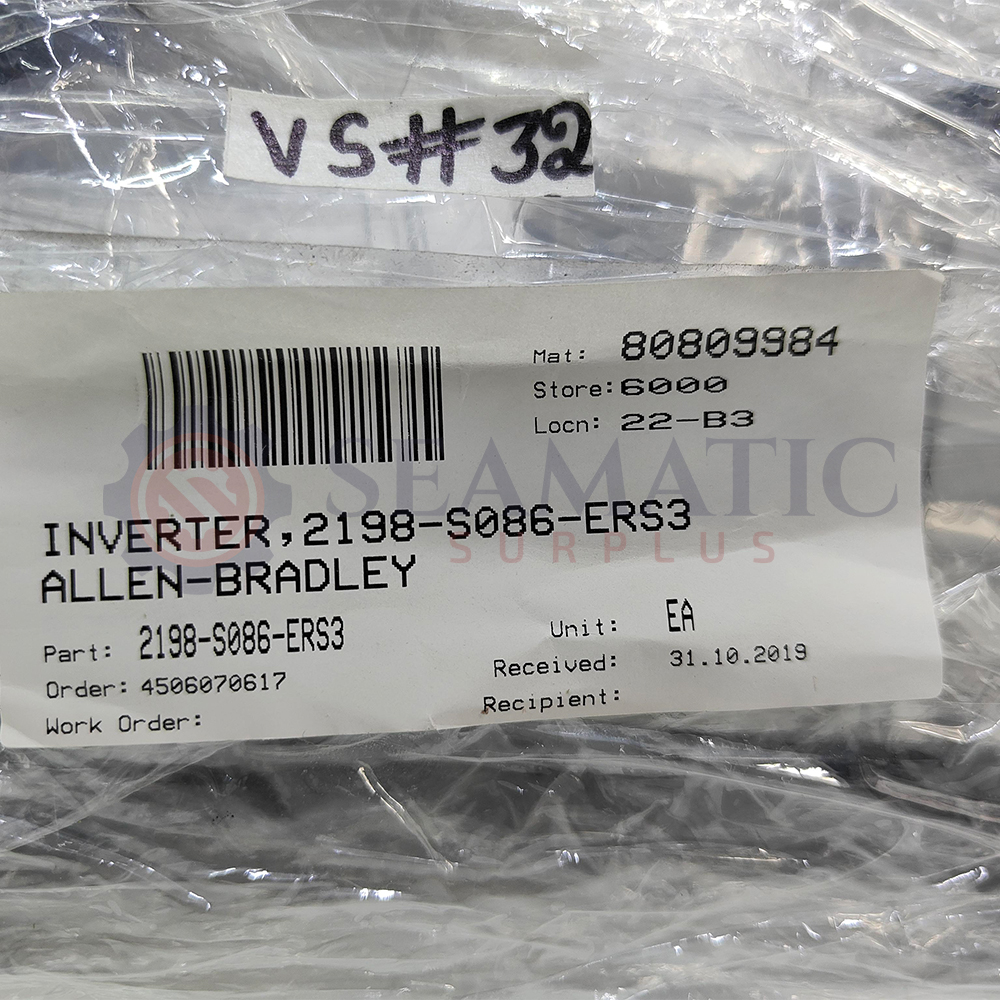 VS#32
Mat: 80809984
Store: 6000
Locn: 22-B3
SEAMATIC
SURPLUS
INVERTER,2198-S086-ERS3
ALLEN-BRADLEY
Part: 2198-S086-ERS3
Unit: EA
Order: 4506070617
Received: 31.10.2019
Work Order:
Recipient: